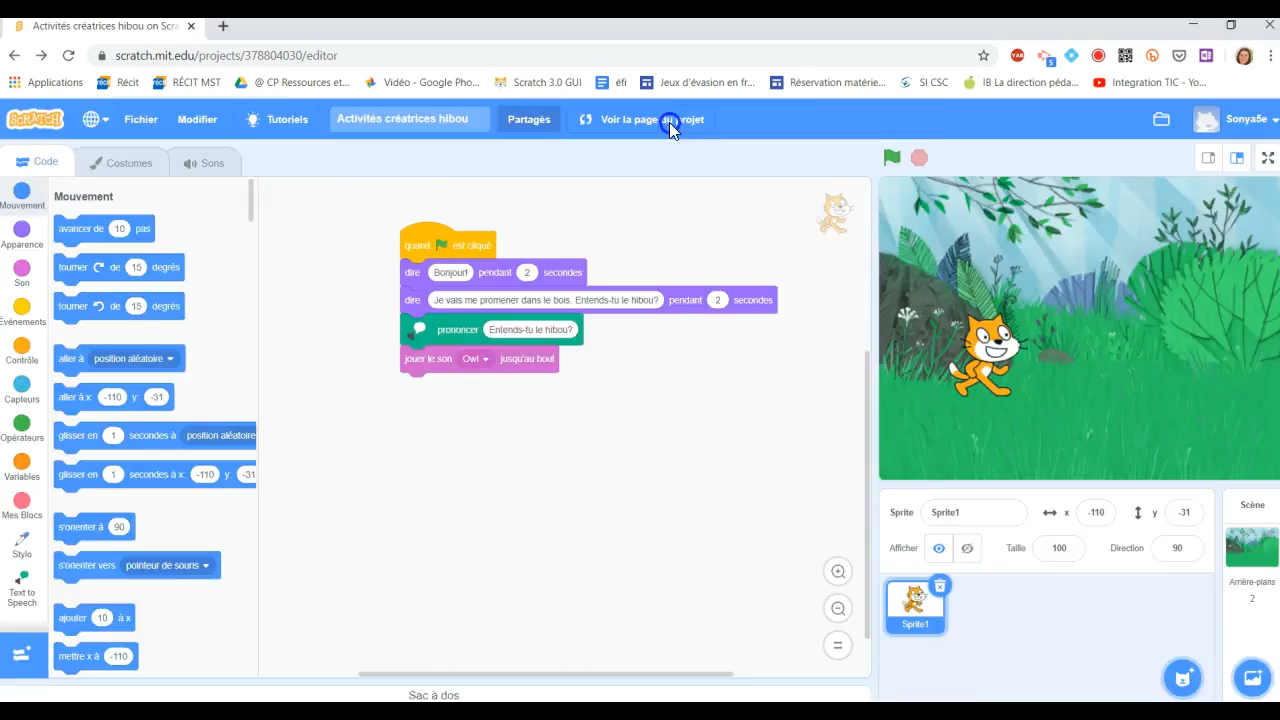 Activités créatrices hibou on Scra
scratch.mit.edu/projects/378804030/editor
ABP
5
Applications
Récit
RÉCIT MST
@ CP Ressources et...
Vidéo - Google Pho...
Scratch 3.0 GUI
éfi
Jeux d'évasion en fr...
Réservation matérie...
SI CSC
IB La direction péda...
Integration TIC - Yo...
SCRATCH
Fichier
Modifier
Tutoriels
Activités créatrices hibou
Partagés
Voir la page du projet
Sonya5e
Code
Costumes
Sons
Mouvement
Apparence
Son
Événements
Contrôle
Capteurs
Opérateurs
Variables
Mes Blocs
Stylo
Text to
Speech
Mouvement
avancer de 10 pas
tourner de 15 degrés
tourner de 15 degrés
aller à position aléatoire
aller à x: -110 y: -31
glisser en 1 secondes à position aléatoire
glisser en 1 secondes à x: -110 y: -31
s'orienter à 90
s'orienter vers pointeur de souris
ajouter 10 à x
mettre x à -110
quand est cliqué
dire Bonjour! pendant 2 secondes
dire Je vais me promener dans le bois. Entends-tu le hibou? pendant 2 secondes
prononcer Entends-tu le hibou?
jouer le son Owl jusqu'au bout
Sac à dos
Sprite Sprite1 x -110 y -31
Afficher Taille 100 Direction 90
Sprite1
Scène
Arrière-plans
2